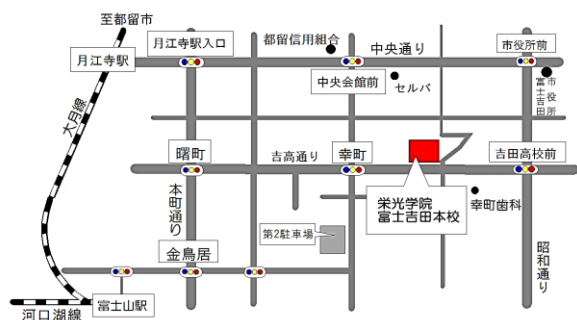 至都留市
月江寺駅
月江寺駅入口
都留信用組合
中央通り
市役所前
中央会館前
セルバ
富士吉田
市役所
大月線
曙町
吉高通り
幸町
吉田高校前
栄光学院
富士吉田本校
幸町歯科
本町通り
第2駐車場
昭和通り
金鳥居
富士山駅
河口湖線